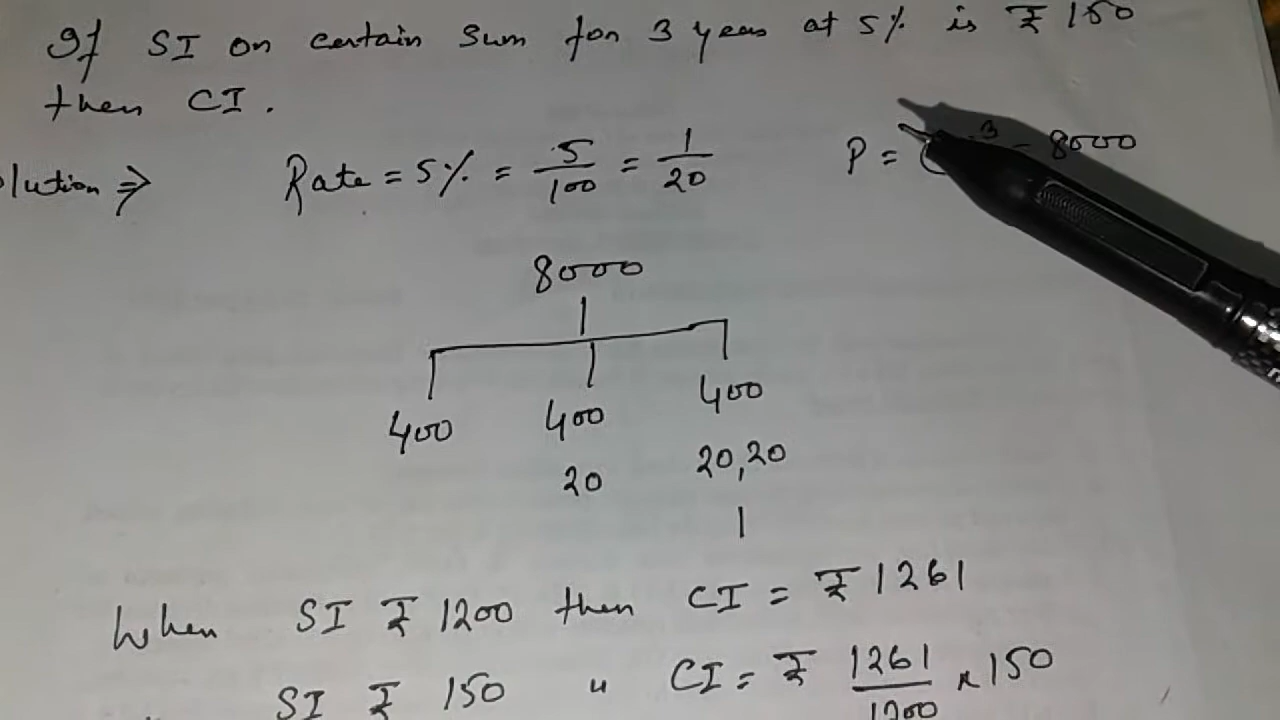 If SI on certain sum for 3 years at 5% is ₹ 150
then CI.
lution ⇒ Rate = 5% = 5/100 = 1/20 P = ( 3 = 8000
8000
400 400 400
20 20,20
1
When SI ₹ 1200 then CI = ₹ 1261
SI ₹ 150 " CI = ₹ 1261/1200 × 150